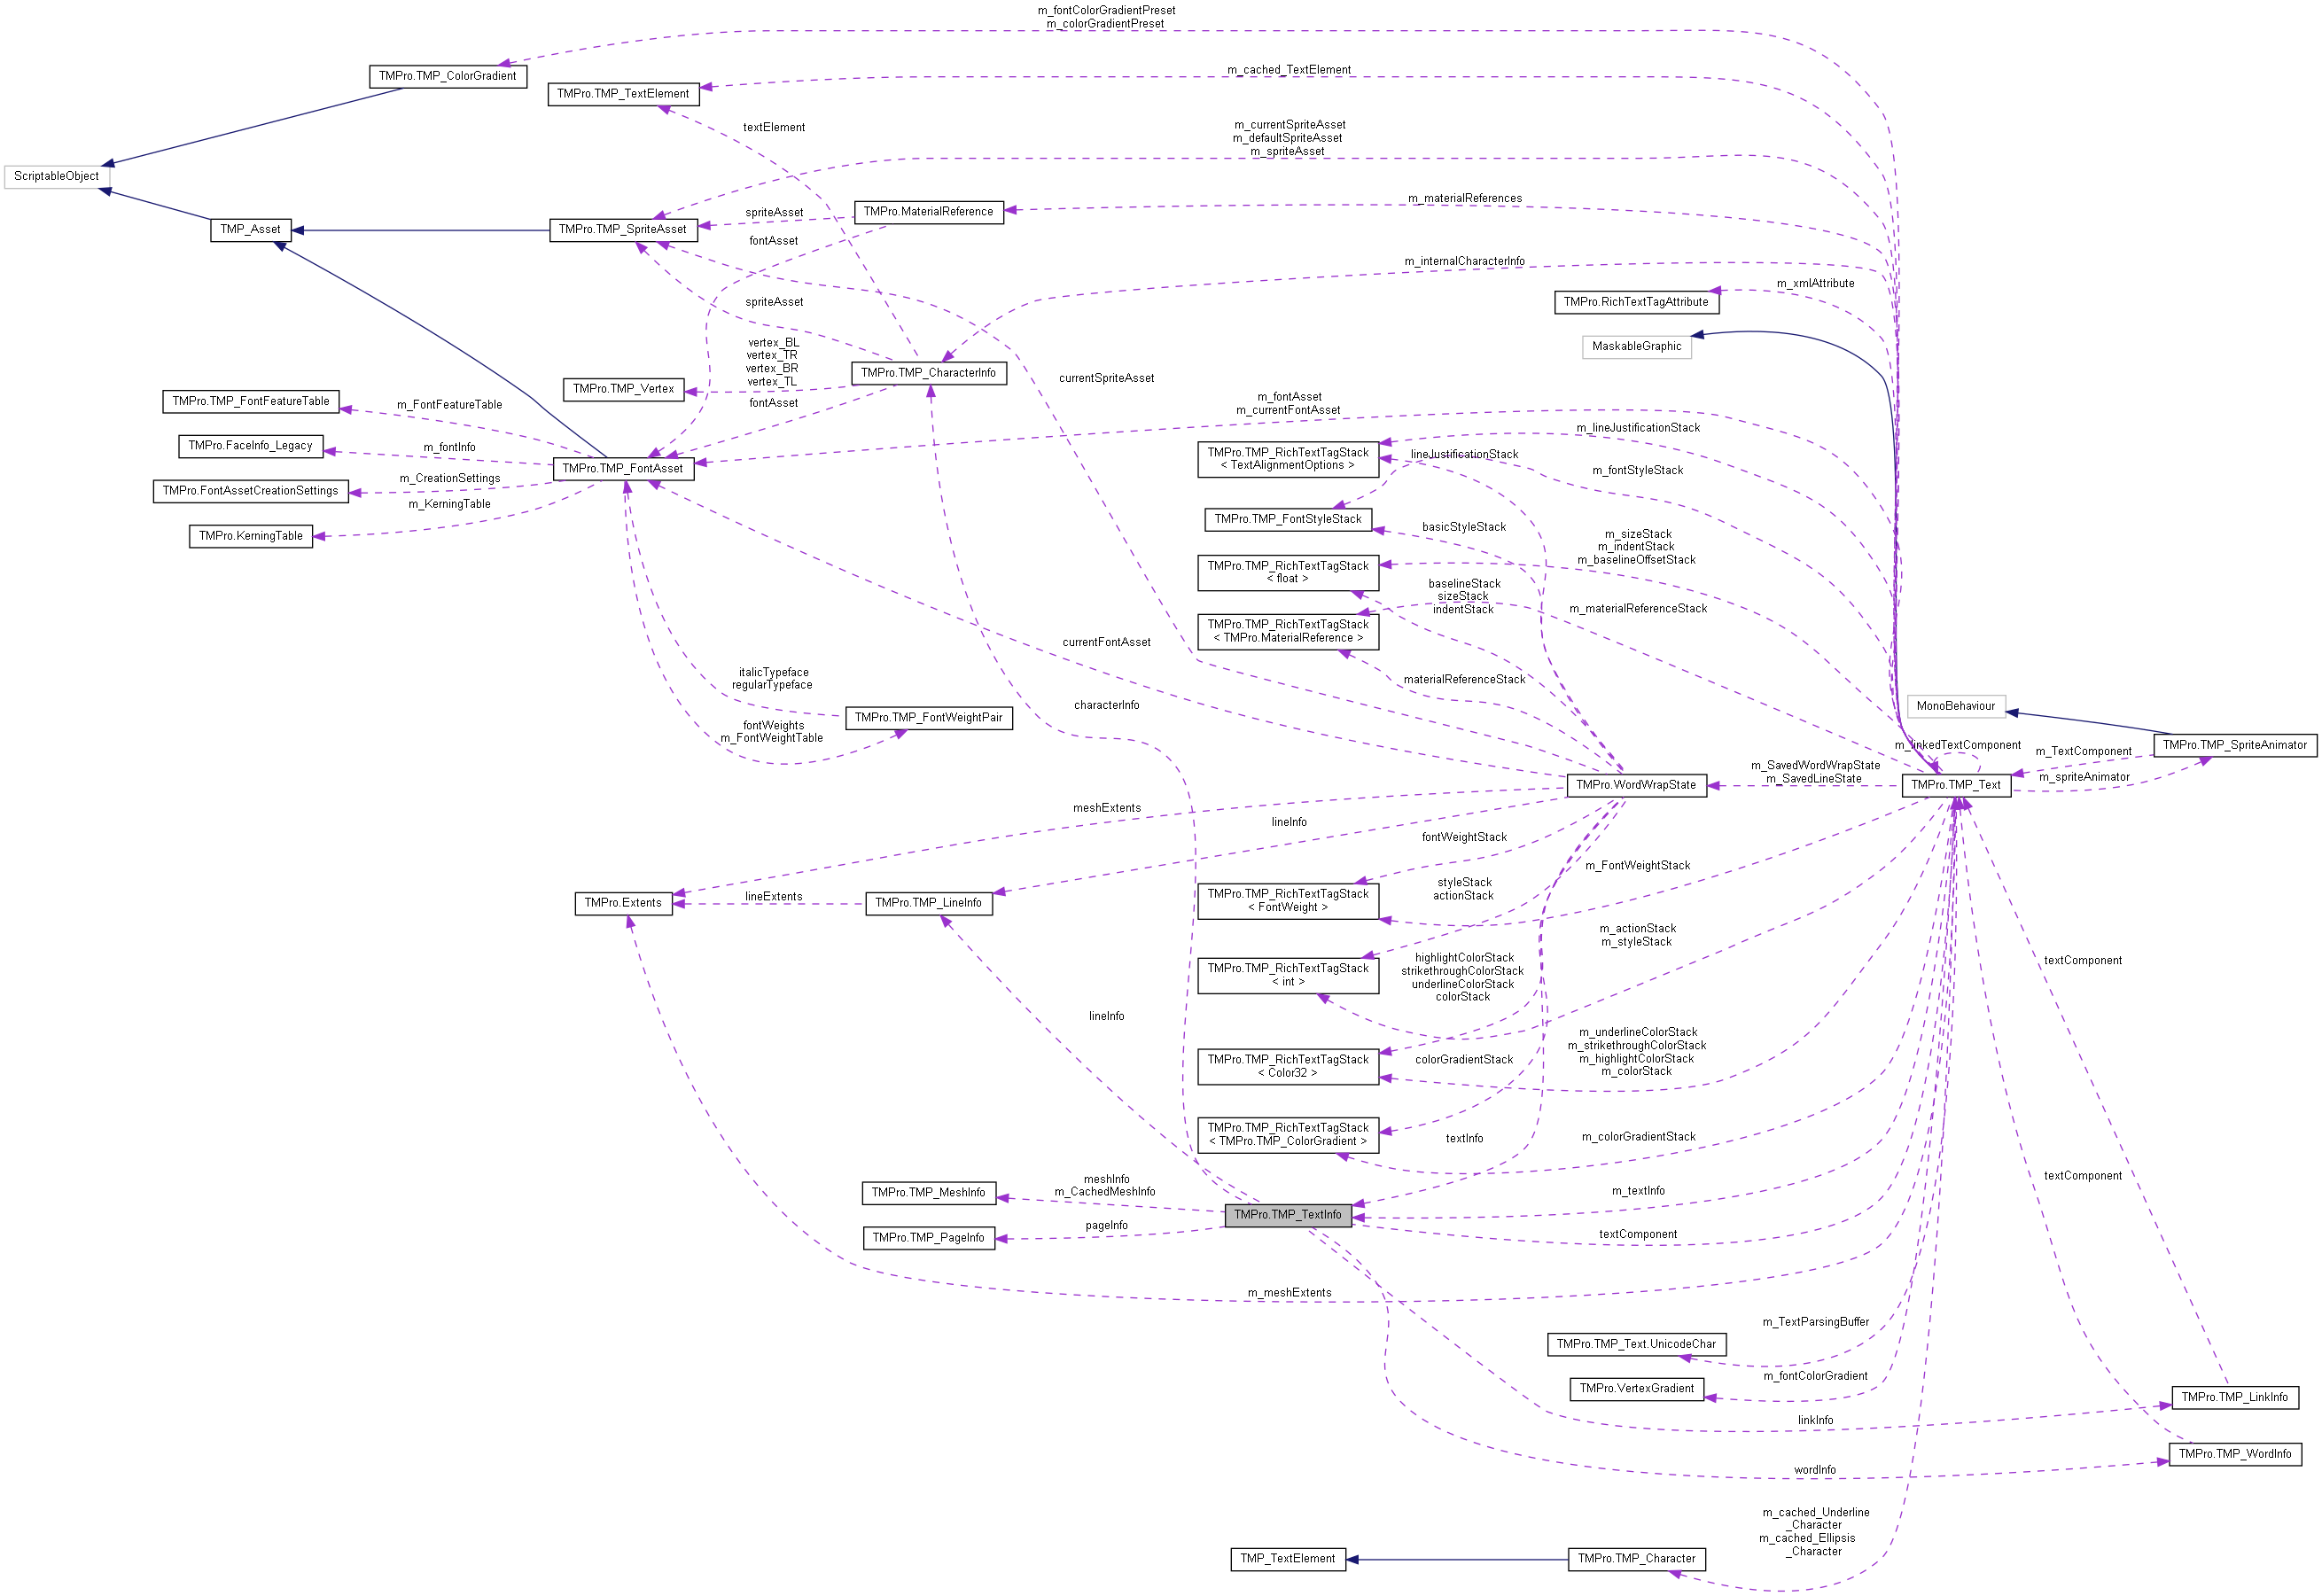 m_fontColorGradientPreset
m_colorGradientPreset
TMPro.TMP_ColorGradient
m_cached_TextElement
TMPro.TMP_TextElement
textElement
m_currentSpriteAsset
m_defaultSpriteAsset
m_spriteAsset
ScriptableObject
m_materialReferences
spriteAsset
TMPro.MaterialReference
TMP_Asset
TMPro.TMP_SpriteAsset
fontAsset
m_internalCharacterInfo
m_xmlAttribute
spriteAsset
TMPro.RichTextTagAttribute
vertex_BL
vertex_TR
vertex_BR
vertex_TL
MaskableGraphic
TMPro.TMP_CharacterInfo
currentSpriteAsset
TMPro.TMP_Vertex
TMPro.TMP_FontFeatureTable
m_FontFeatureTable
fontAsset
m_fontAsset
m_currentFontAsset
m_lineJustificationStack
TMPro.FaceInfo_Legacy
m_fontInfo
TMPro.TMP_RichTextTagStack
< TextAlignmentOptions >
lineJustificationStack
TMPro.TMP_FontAsset
m_fontStyleStack
m_CreationSettings
TMPro.FontAssetCreationSettings
m_KerningTable
TMPro.TMP_FontStyleStack
basicStyleStack
TMPro.KerningTable
m_sizeStack
m_indentStack
m_baselineOffsetStack
TMPro.TMP_RichTextTagStack
< float >
baselineStack
sizeStack
indentStack
m_materialReferenceStack
TMPro.TMP_RichTextTagStack
< TMPro.MaterialReference >
currentFontAsset
italicTypeface
regularTypeface
materialReferenceStack
characterInfo
MonoBehaviour
TMPro.TMP_FontWeightPair
fontWeights
m_FontWeightTable
m_linkedTextComponent
m_TextComponent
TMPro.TMP_SpriteAnimator
m_SavedWordWrapState
m_SavedLineState
m_spriteAnimator
TMPro.WordWrapState
TMPro.TMP_Text
meshExtents
lineInfo
fontWeightStack
m_FontWeightStack
styleStack
actionStack
TMPro.TMP_RichTextTagStack
< FontWeight >
TMPro.Extents
lineExtents
TMPro.TMP_LineInfo
m_actionStack
m_styleStack
highlightColorStack
strikethroughColorStack
underlineColorStack
colorStack
TMPro.TMP_RichTextTagStack
< int >
textComponent
lineInfo
m_underlineColorStack
m_strikethroughColorStack
m_highlightColorStack
m_colorStack
TMPro.TMP_RichTextTagStack
< Color32 >
colorGradientStack
TMPro.TMP_RichTextTagStack
< TMPro.TMP_ColorGradient >
textInfo
m_colorGradientStack
textComponent
meshInfo
m_CachedMeshInfo
TMPro.TMP_MeshInfo
m_textInfo
TMPro.TMP_TextInfo
pageInfo
TMPro.TMP_PageInfo
textComponent
m_meshExtents
m_TextParsingBuffer
TMPro.TMP_Text.UnicodeChar
m_fontColorGradient
TMPro.VertexGradient
TMPro.TMP_LinkInfo
linkInfo
TMPro.TMP_WordInfo
wordInfo
m_cached_Underline
_Character
m_cached_Ellipsis
_Character
TMP_TextElement
TMPro.TMP_Character